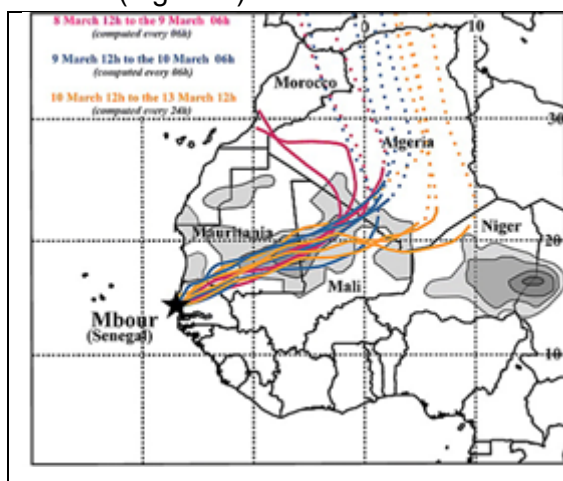 8 March 12h to the 9 March 06h
(computed every 06h)
9 March 12h to the 10 March 06h
(computed every 06h)
10 March 12h to the 13 March 12h
(computed every 24h)
0
10
Morocco
Algeria
30
Mauritania
Niger
20
Mali
Mbour
(Senegal)
10